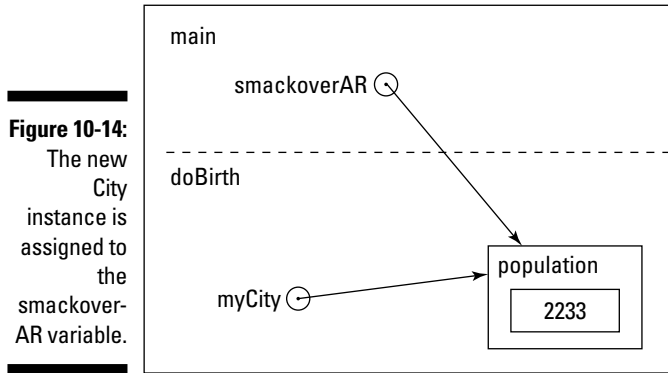 Figure 10-14:
The new
City
instance is
assigned to
the
smackover-
AR variable.
main
smackoverAR
doBirth
myCity
population
2233